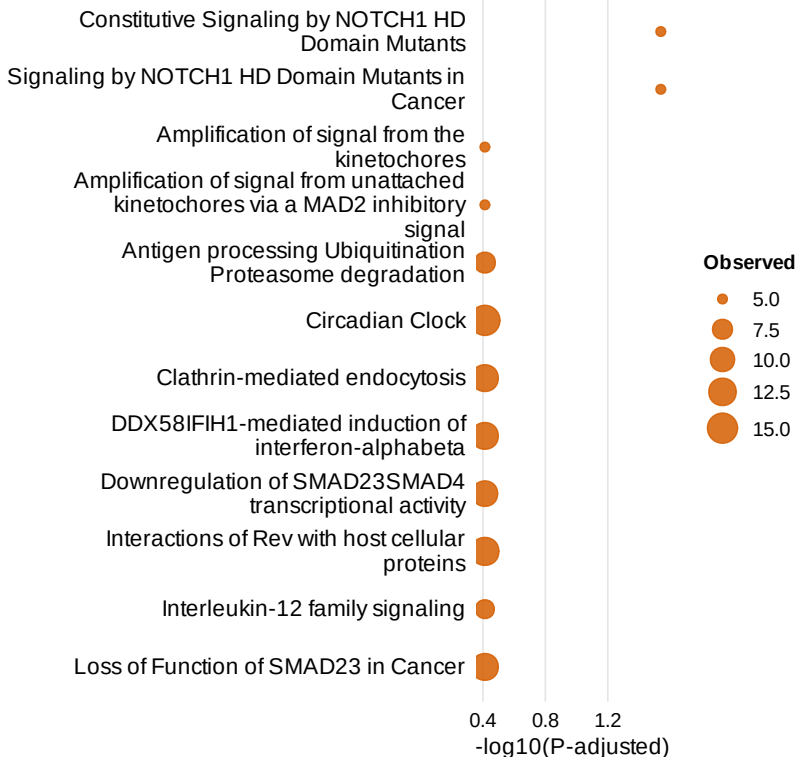 Constitutive Signaling by NOTCH1 HD
Domain Mutants
Signaling by NOTCH1 HD Domain Mutants in
Cancer
Amplification of signal from the
kinetochores
Amplification of signal from unattached
kinetochores via a MAD2 inhibitory
signal
Antigen processing Ubiquitination
Proteasome degradation
Circadian Clock
Clathrin-mediated endocytosis
DDX58IFIH1-mediated induction of
interferon-alphabeta
Downregulation of SMAD23SMAD4
transcriptional activity
Interactions of Rev with host cellular
proteins
Interleukin-12 family signaling
Loss of Function of SMAD23 in Cancer
0.4 0.8 1.2
-log10(P-adjusted)
Observed
5.0
7.5
10.0
12.5
15.0